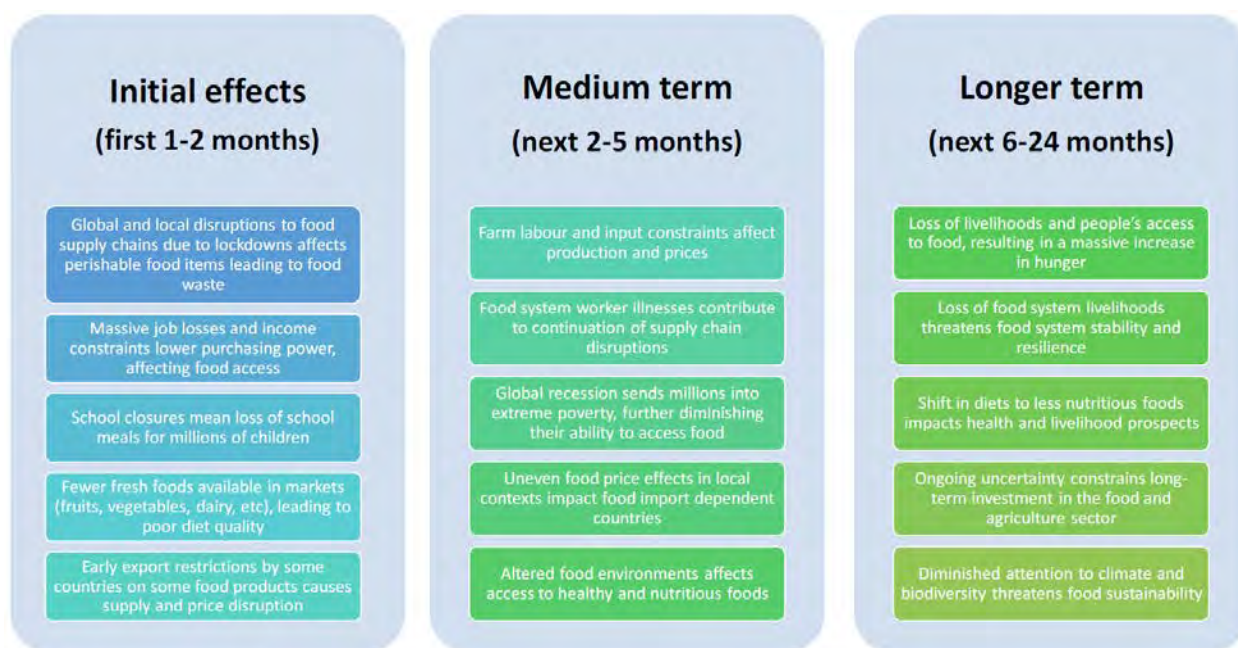 Initial effects
(first 1-2 months)
Global and local disruptions to food
supply chains due to lockdowns affects
perishable food items leading to food
waste
Massive job losses and income
constraints lower purchasing power,
affecting food access
School closures mean loss of school
meals for millions of children
Fewer fresh foods available in markets
(fruits, vegetables, dairy, etc), leading to
poor diet quality
Early export restrictions by some
countries on some food products causes
supply and price disruption
Medium term
(next 2-5 months)
Farm labour and input constraints affect
production and prices
Food system worker illnesses contribute
to continuation of supply chain
disruptions
Global recession sends millions into
extreme poverty, further diminishing
their ability to access food
Uneven food price effects in local
contexts impact food import dependent
countries
Altered food environments affects
access to healthy and nutritious foods
Longer term
(next 6-24 months)
Loss of livelihoods and people's access
to food, resulting in a massive increase
in hunger
Loss of food system livelihoods
threatens food system stability and
resilience
Shift in diets to less nutritious foods
impacts health and livelihood prospects
Ongoing uncertainty constrains long-
term investment in the food and
agriculture sector
Diminished attention to climate and
biodiversity threatens food sustainability